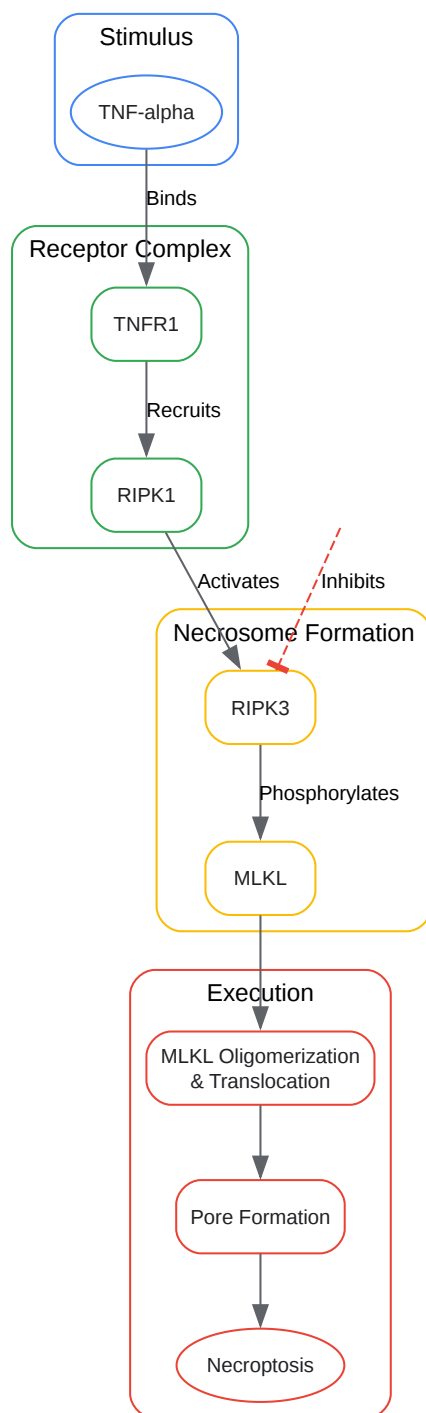 Stimulus
TNF-alpha
Binds
Receptor Complex
TNFR1
Recruits
RIPK1
Activates
Inhibits
Necrosome Formation
RIPK3
Phosphorylates
MLKL
Execution
MLKL Oligomerization
& Translocation
Pore Formation
Necroptosis